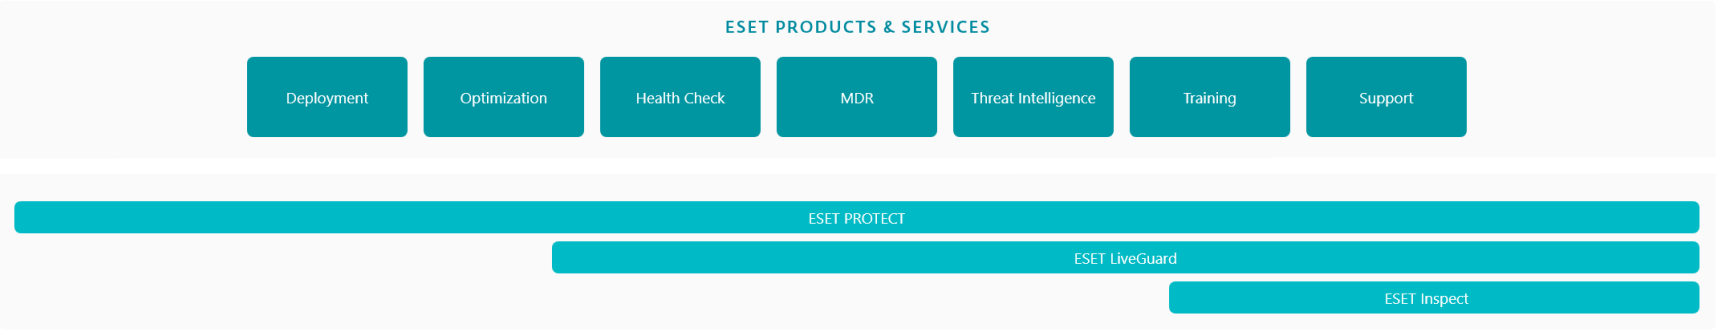 ESET PRODUCTS & SERVICES
Deployment
Optimization
Health Check
MDR
Threat Intelligence
Training
Support
ESET PROTECT
ESET LiveGuard
ESET Inspect